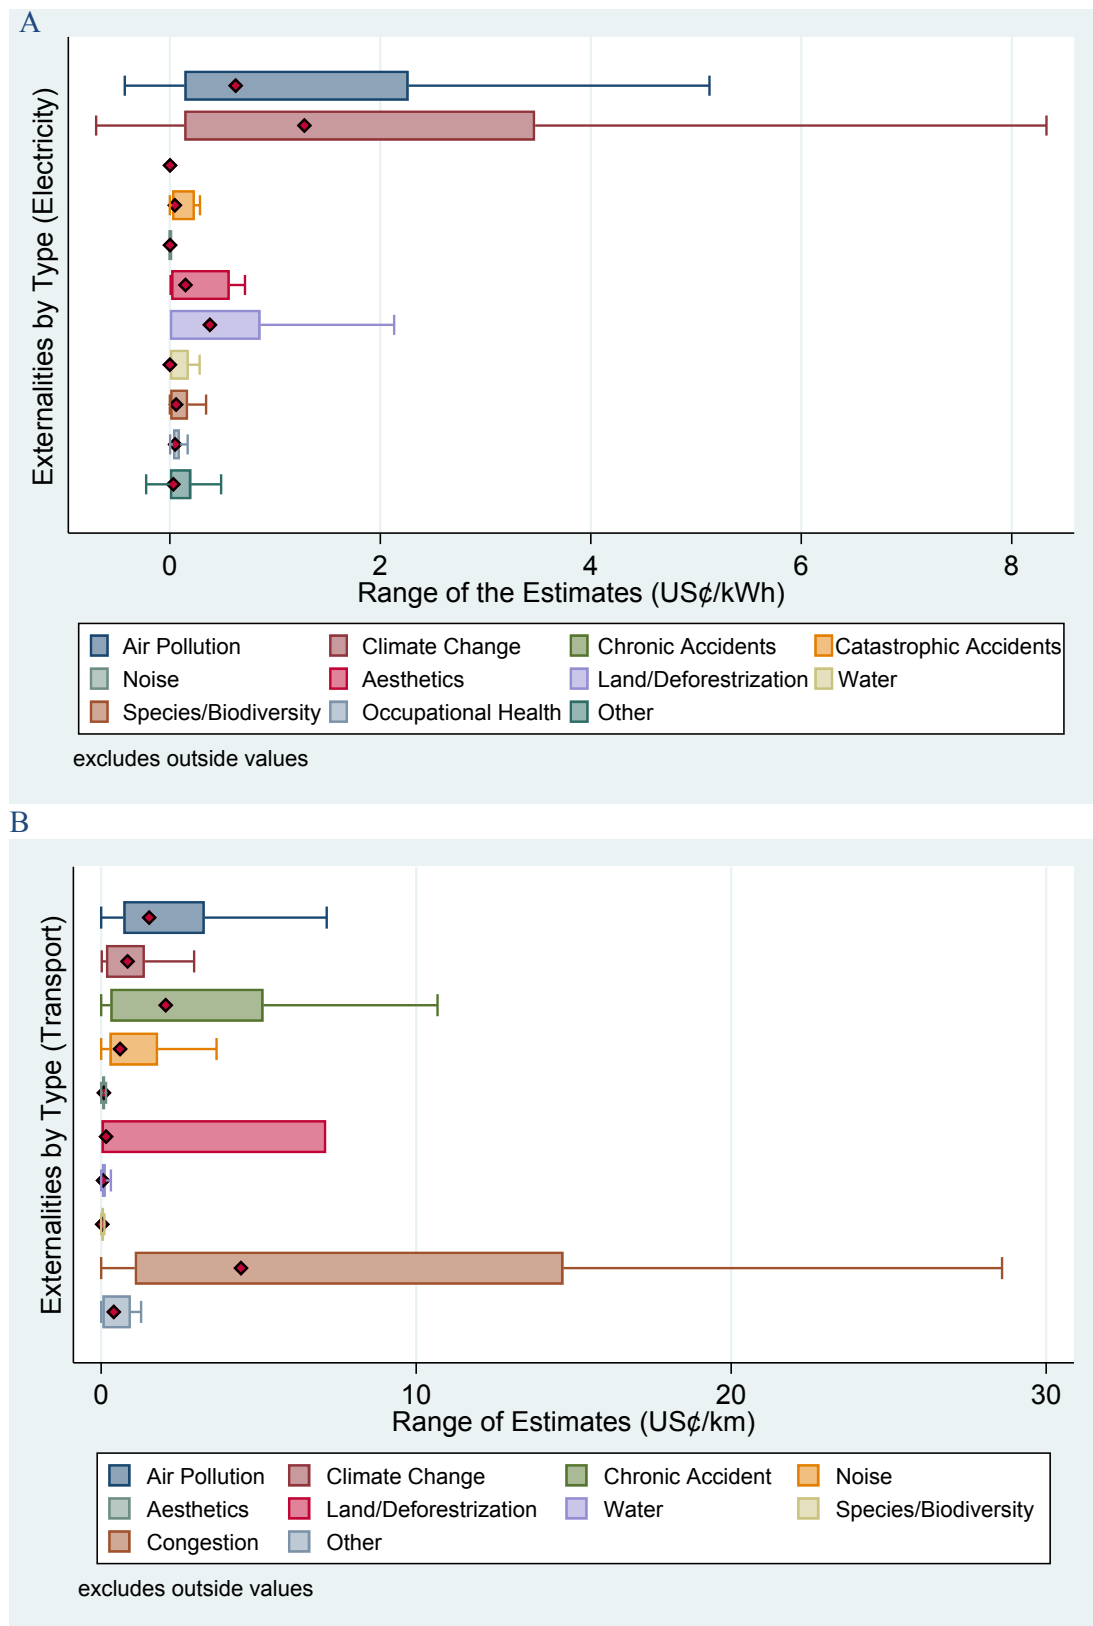 A
Externalities by Type (Electricity)
0 2 4 6 8
Range of the Estimates (US¢/kWh)
Air Pollution Climate Change Chronic Accidents Catastrophic Accidents
Noise Aesthetics Land/Deforestrization Water
Species/Biodiversity Occupational Health Other
excludes outside values
B
Externalities by Type (Transport)
0 10 20 30
Range of Estimates (US¢/km)
Air Pollution Climate Change Chronic Accident Noise
Aesthetics Land/Deforestrization Water Species/Biodiversity
Congestion Other
excludes outside values